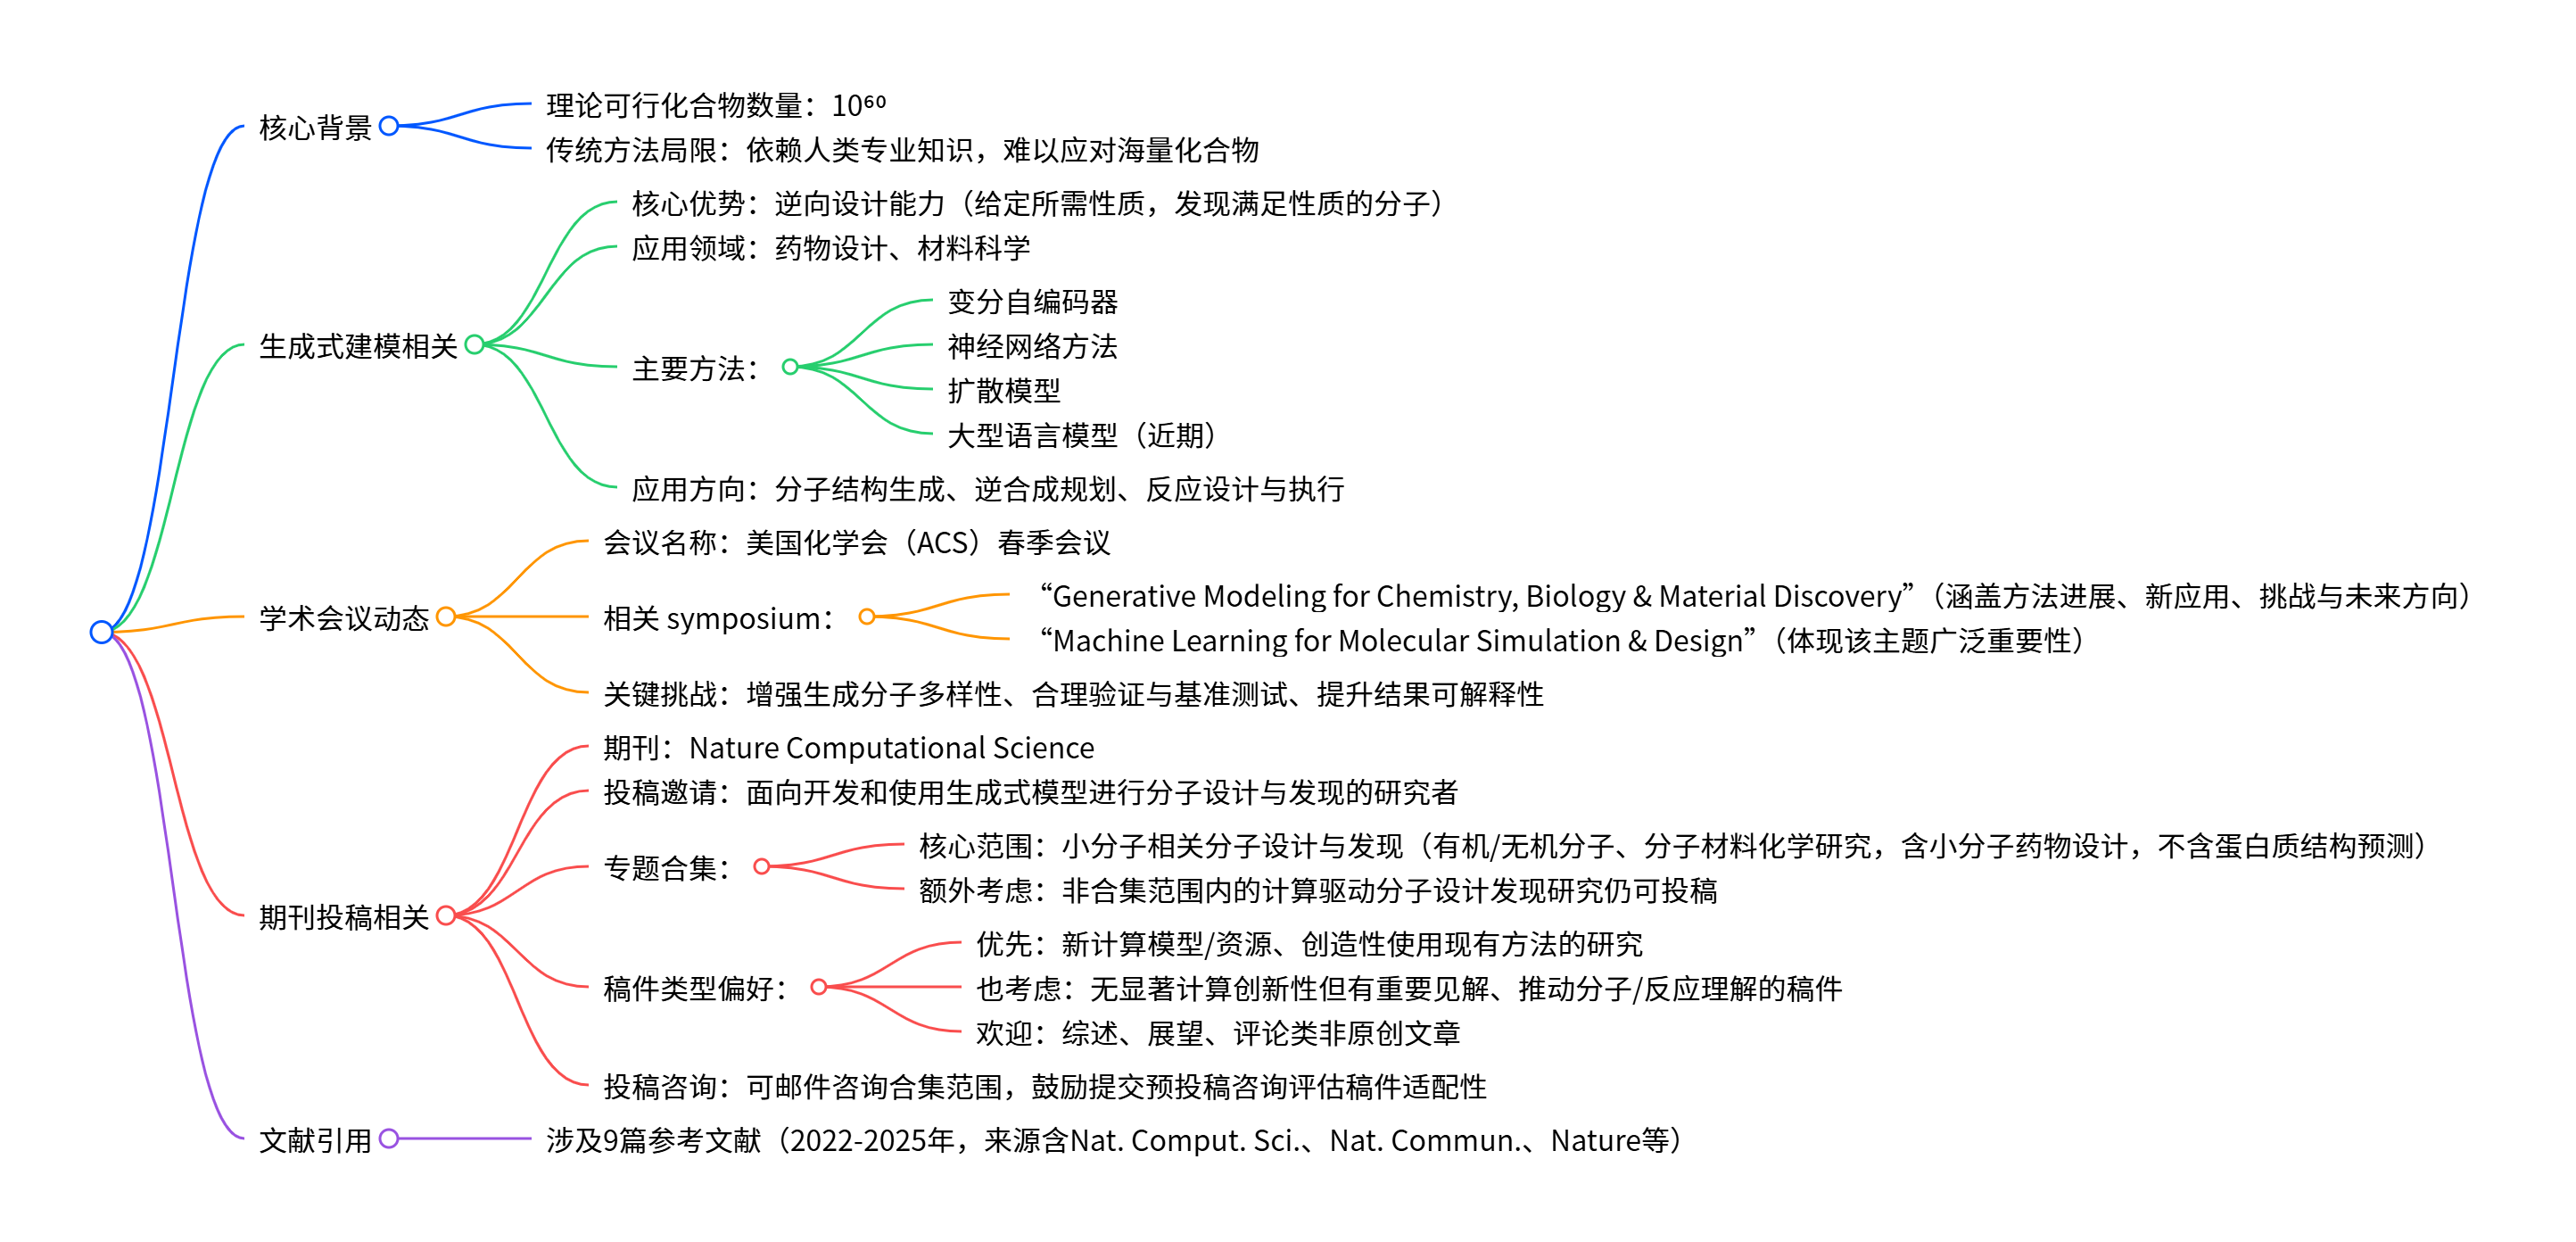 核心背景
理论可行化合物数量：10⁶⁰
传统方法局限：依赖人类专业知识，难以应对海量化合物
生成式建模相关
核心优势：逆向设计能力（给定所需性质，发现满足性质的分子）
应用领域：药物设计、材料科学
主要方法：
变分自编码器
神经网络方法
扩散模型
大型语言模型（近期）
应用方向：分子结构生成、逆合成规划、反应设计与执行
学术会议动态
会议名称：美国化学会（ACS）春季会议
相关 symposium：
“Generative Modeling for Chemistry, Biology & Material Discovery”（涵盖方法进展、新应用、挑战与未来方向）
“Machine Learning for Molecular Simulation & Design”（体现该主题广泛重要性）
关键挑战：增强生成分子多样性、合理验证与基准测试、提升结果可解释性
期刊投稿相关
期刊：Nature Computational Science
投稿邀请：面向开发和使用生成式模型进行分子设计与发现的研究者
专题合集：
核心范围：小分子相关分子设计与发现（有机/无机分子、分子材料化学研究，含小分子药物设计，不含蛋白质结构预测）
额外考虑：非合集范围内的计算驱动分子设计发现研究仍可投稿
稿件类型偏好：
优先：新计算模型/资源、创造性使用现有方法的研究
也考虑：无显著计算创新性但有重要见解、推动分子/反应理解的稿件
欢迎：综述、展望、评论类非原创文章
投稿咨询：可邮件咨询合集范围，鼓励提交预投稿咨询评估稿件适配性
文献引用
涉及9篇参考文献（2022-2025年，来源含Nat. Comput. Sci.、Nat. Commun.、Nature等）